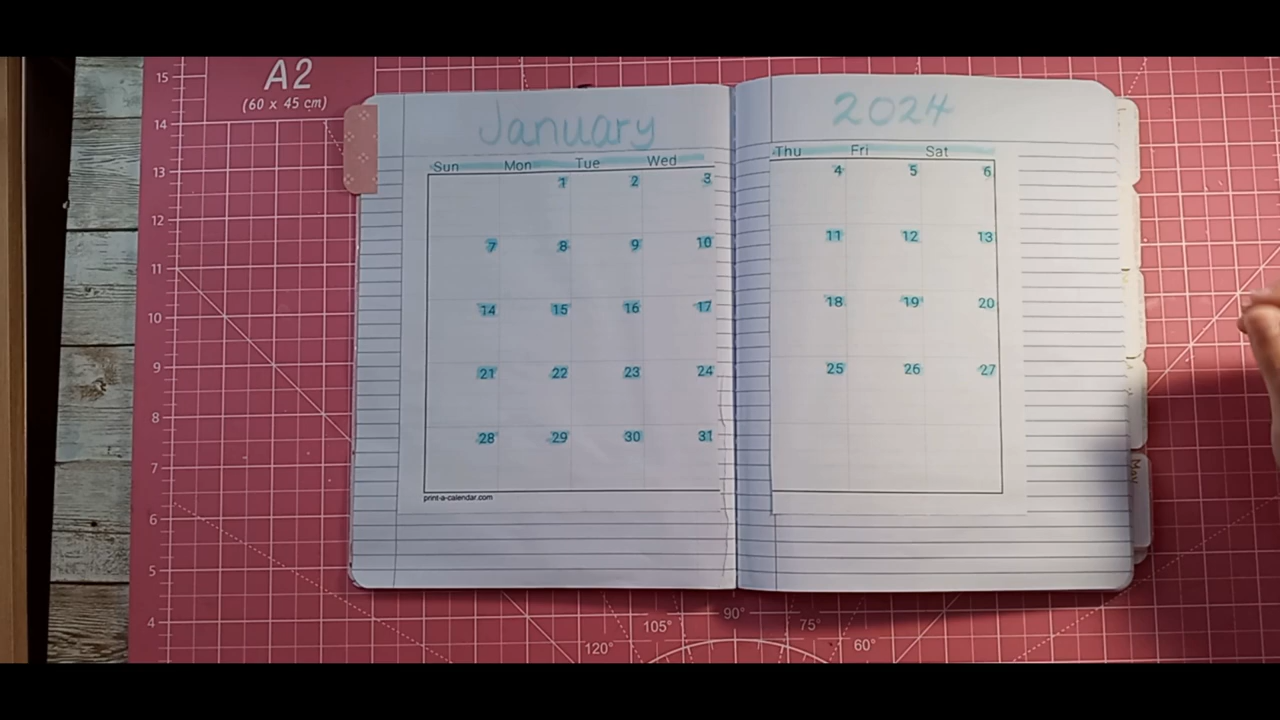 A2
(60 x 45 cm)
15
14
13
12
11
10
9
8
7
6
5
4
January
2024
Sun Mon Tue Wed Thu Fri Sat
1 2 3 4 5 6
7 8 9 10 11 12 13
14 15 16 17 18 19 20
21 22 23 24 25 26 27
28 29 30 31
print-a-calendar.com
May
120° 105° 90° 75° 60°